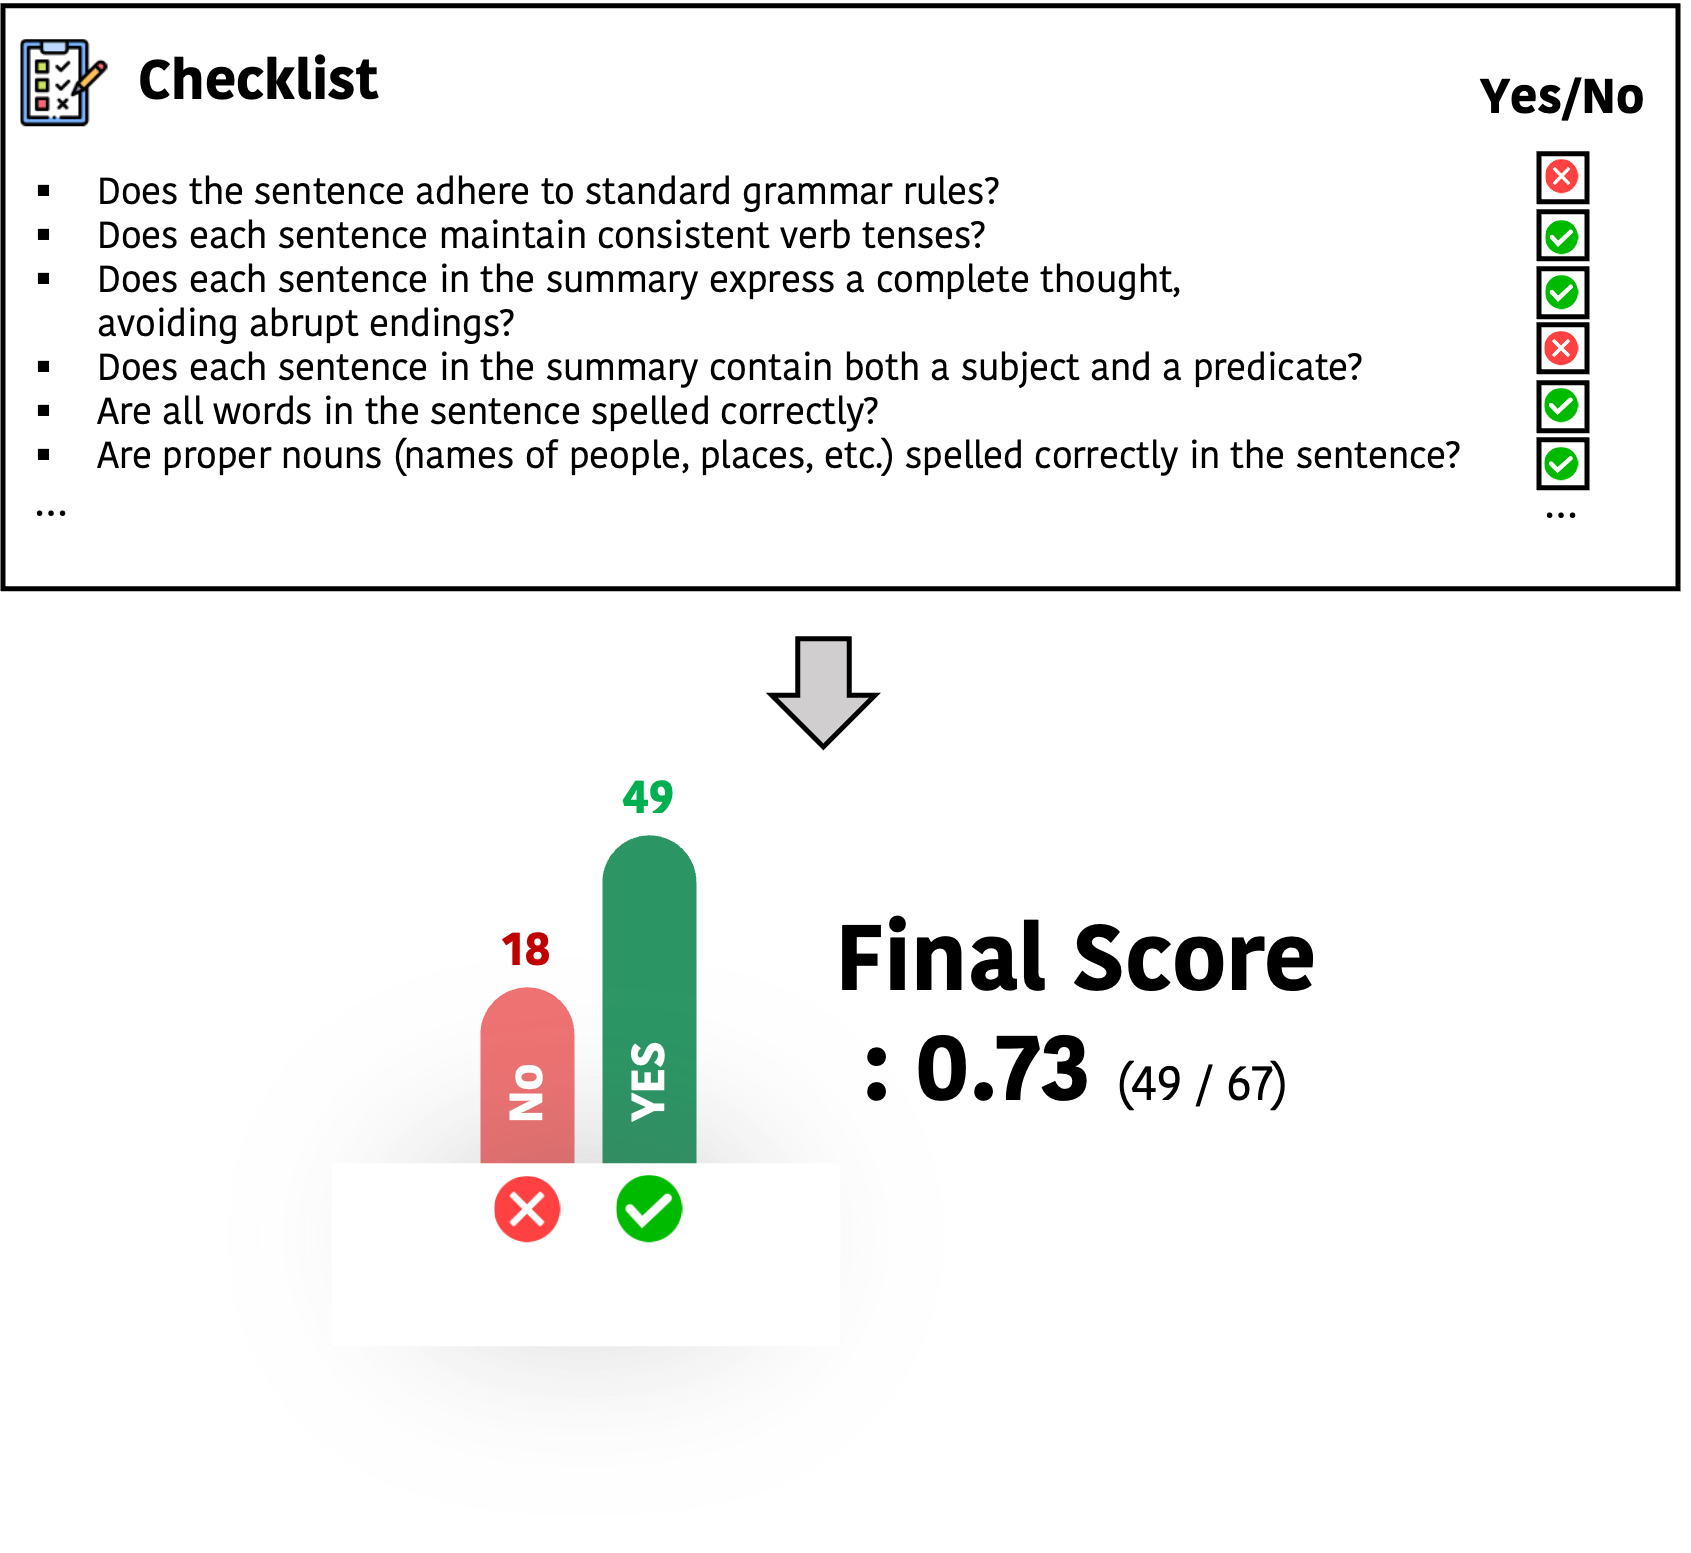 Checklist
Yes/No
▪ Does the sentence adhere to standard grammar rules?
▪ Does each sentence maintain consistent verb tenses?
▪ Does each sentence in the summary express a complete thought,
avoiding abrupt endings?
▪ Does each sentence in the summary contain both a subject and a predicate?
▪ Are all words in the sentence spelled correctly?
▪ Are proper nouns (names of people, places, etc.) spelled correctly in the sentence?
... ...
49
18
No
YES
Final Score
: 0.73 (49 / 67)